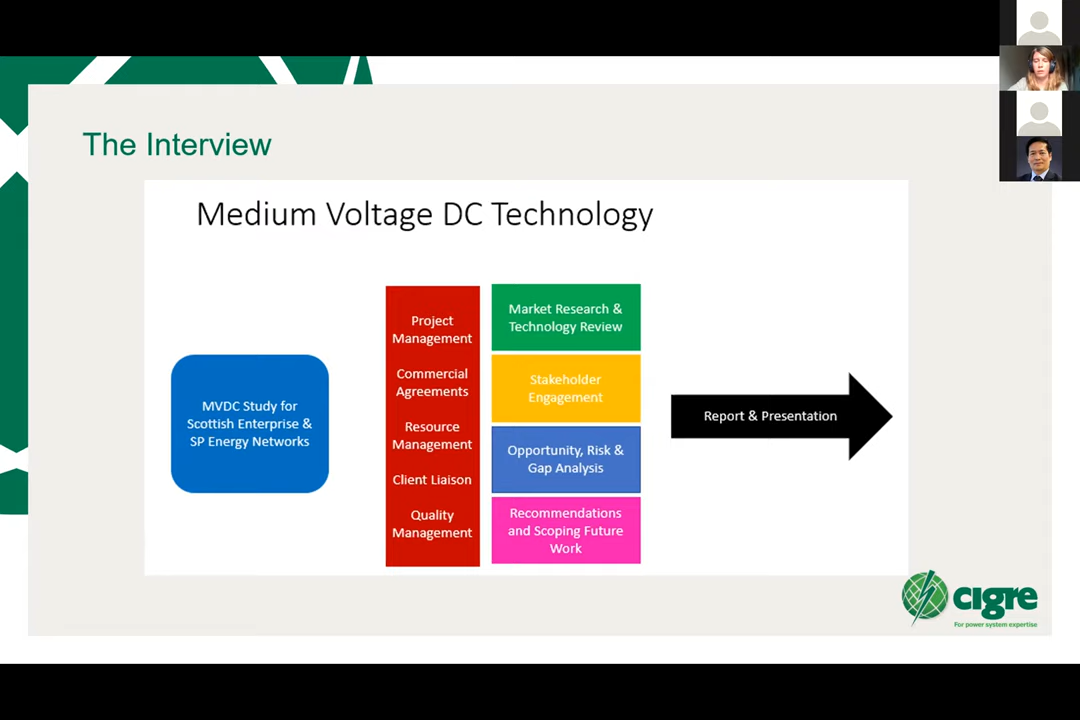 The Interview
Medium Voltage DC Technology
MVDC Study for
Scottish Enterprise &
SP Energy Networks
Project
Management
Commercial
Agreements
Resource
Management
Client Liaison
Quality
Management
Market Research &
Technology Review
Stakeholder
Engagement
Opportunity, Risk &
Gap Analysis
Recommendations
and Scoping Future
Work
Report & Presentation
cigre
For power system expertise